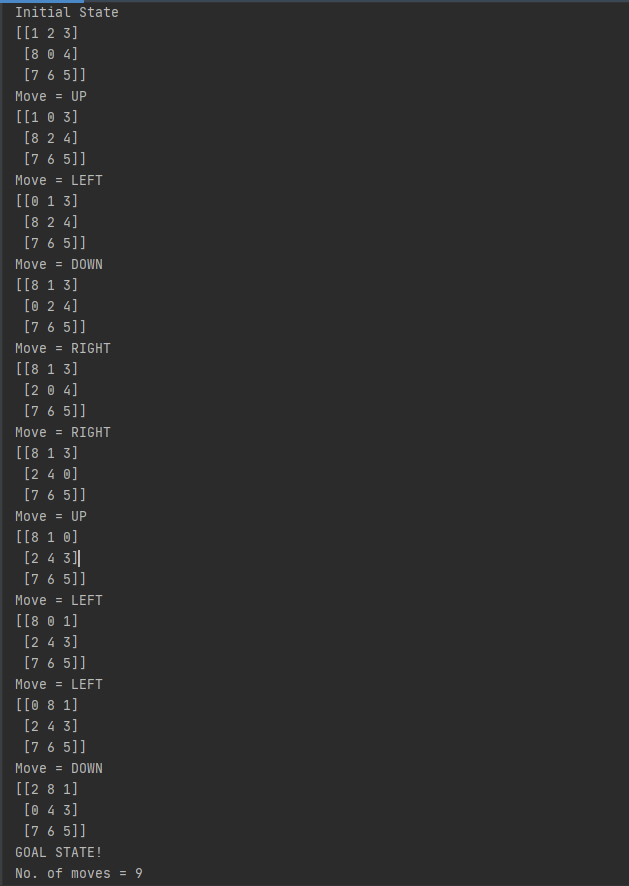 Initial State
[[1 2 3]
[8 0 4]
[7 6 5]]
Move = UP
[[1 0 3]
[8 2 4]
[7 6 5]]
Move = LEFT
[[0 1 3]
[8 2 4]
[7 6 5]]
Move = DOWN
[[8 1 3]
[0 2 4]
[7 6 5]]
Move = RIGHT
[[8 1 3]
[2 0 4]
[7 6 5]]
Move = RIGHT
[[8 1 3]
[2 4 0]
[7 6 5]]
Move = UP
[[8 1 0]
[2 4 3]
[7 6 5]]
Move = LEFT
[[8 0 1]
[2 4 3]
[7 6 5]]
Move = LEFT
[[0 8 1]
[2 4 3]
[7 6 5]]
Move = DOWN
[[2 8 1]
[0 4 3]
[7 6 5]]
GOAL STATE!
No. of moves = 9